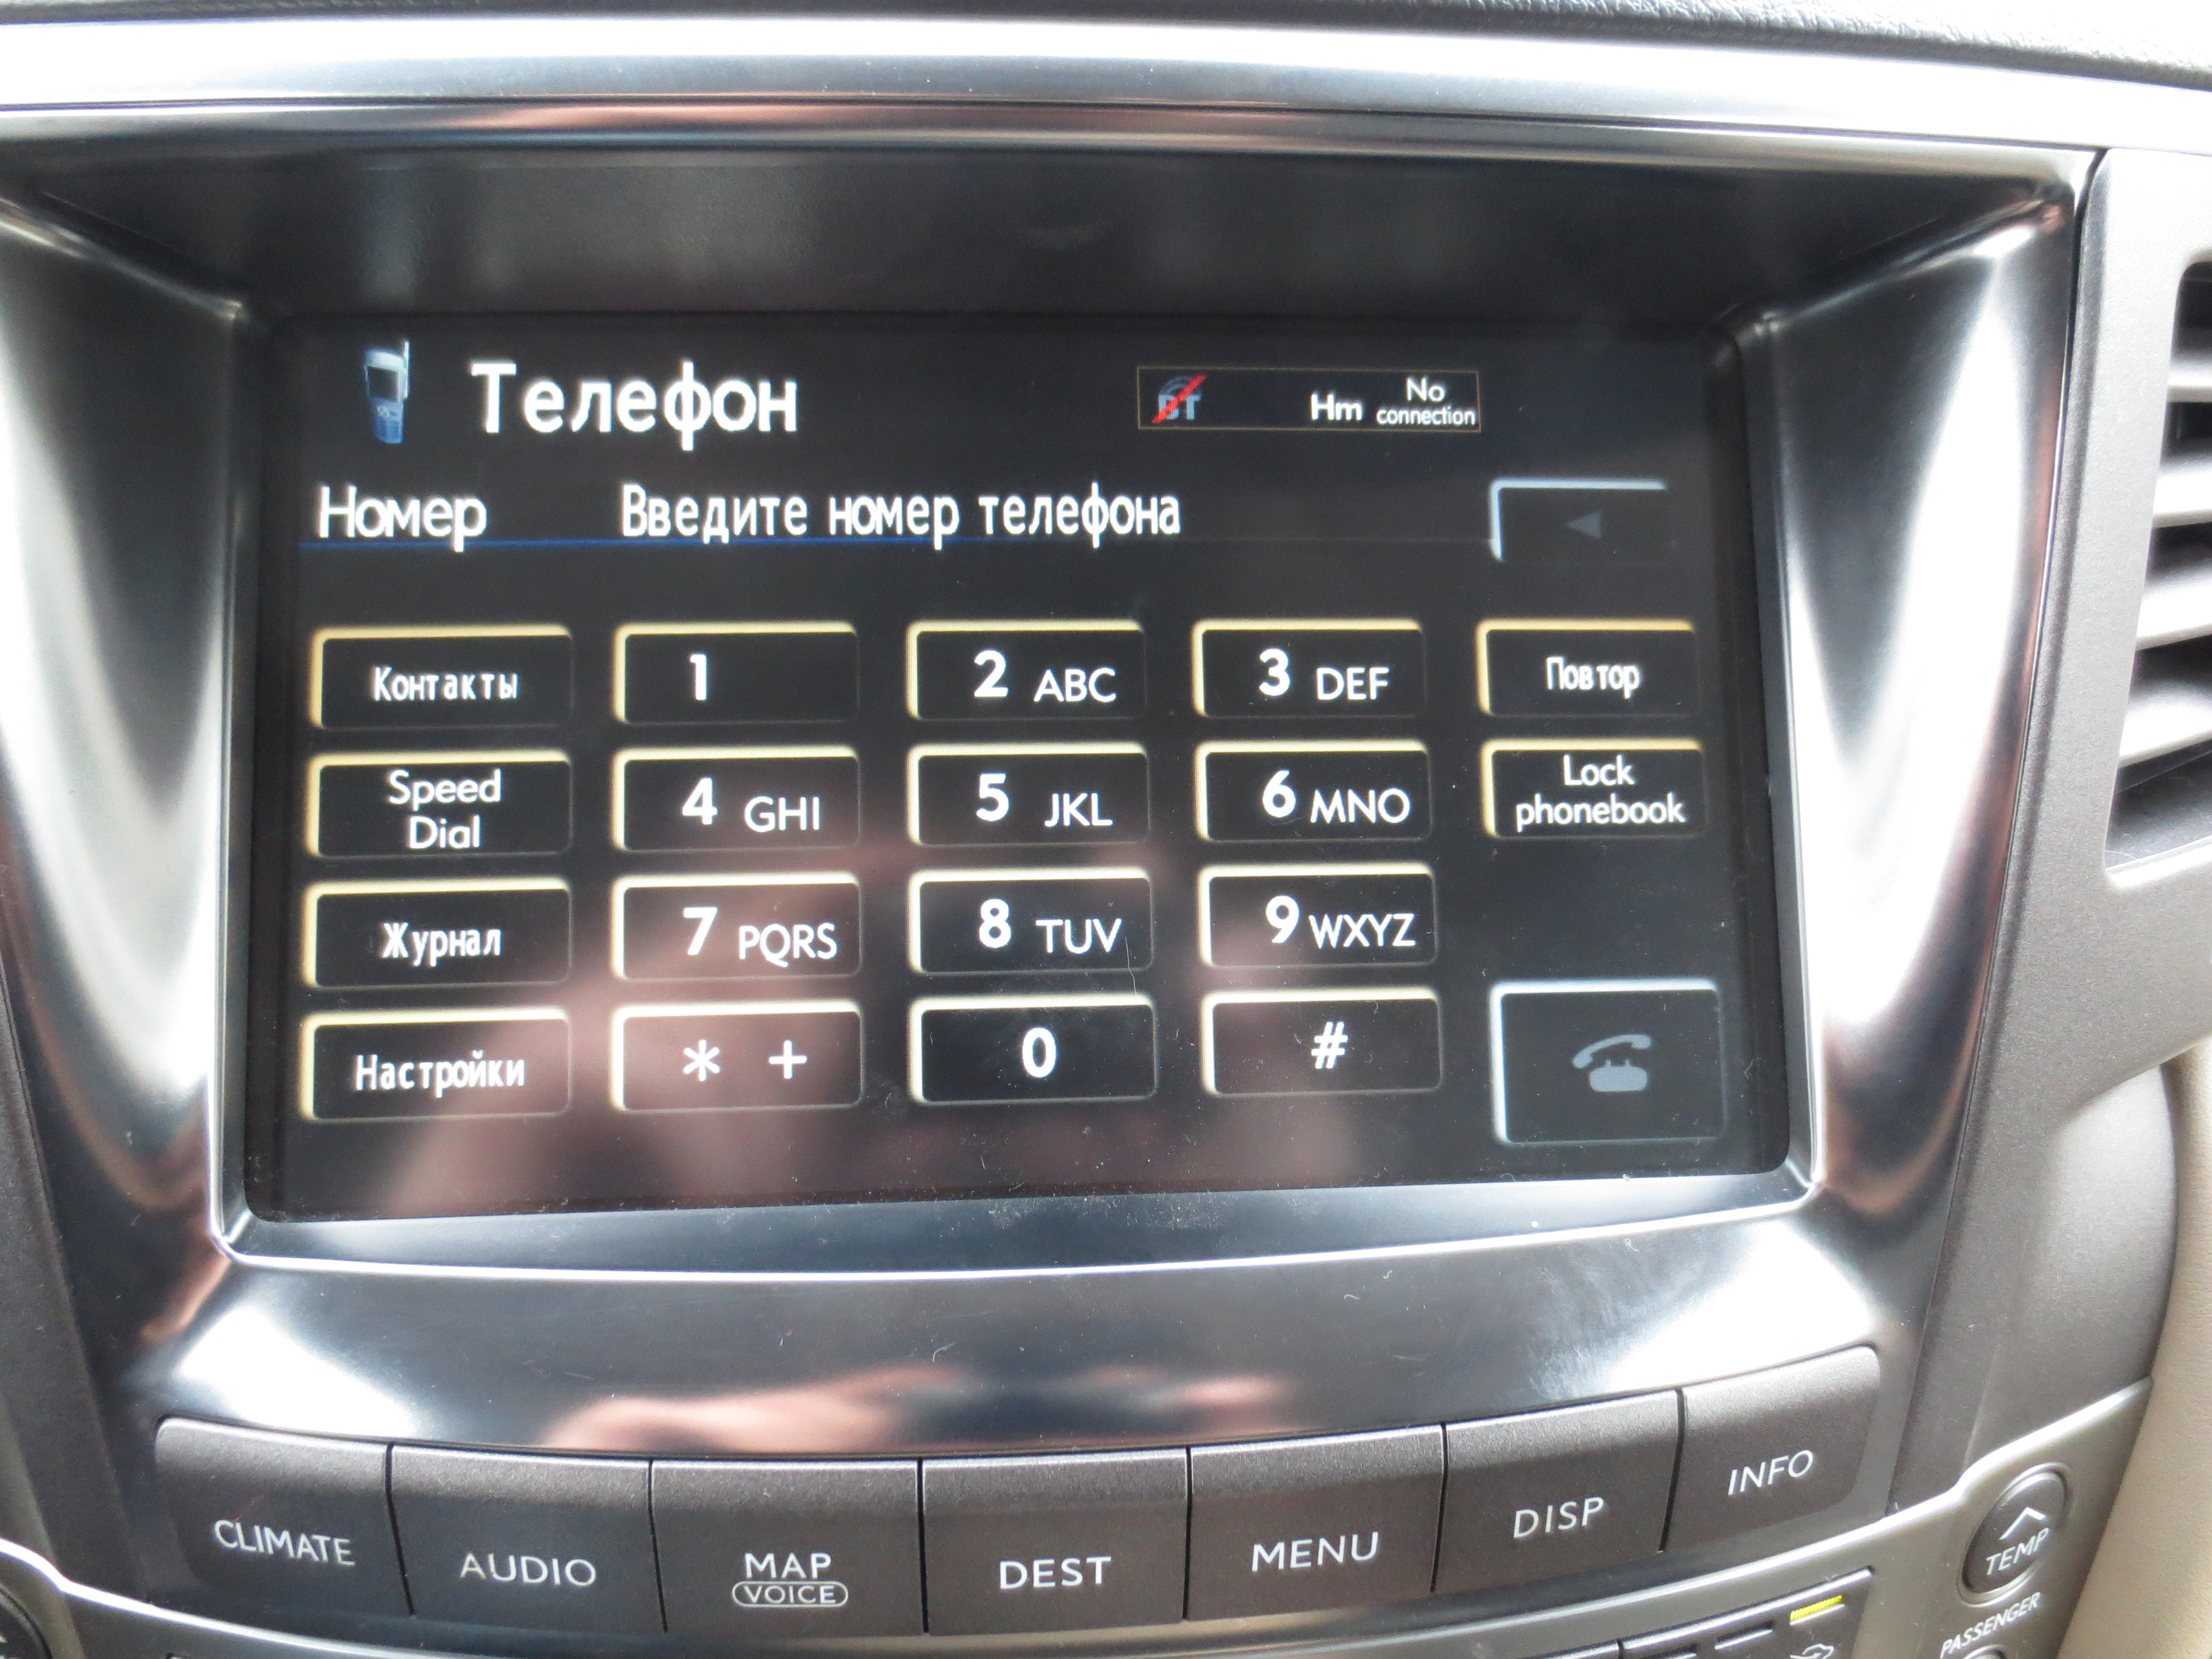 Телефон
BT Hm No connection
Номер Введите номер телефона
Контакты 1 2 ABC 3 DEF Повтор
Speed Dial 4 GHI 5 JKL 6 MNO Lock phonebook
Журнал 7 PQRS 8 TUV 9 WXYZ
Настройки * + 0 #
CLIMATE AUDIO MAP VOICE DEST MENU DISP INFO
TEMP
PASSENGER